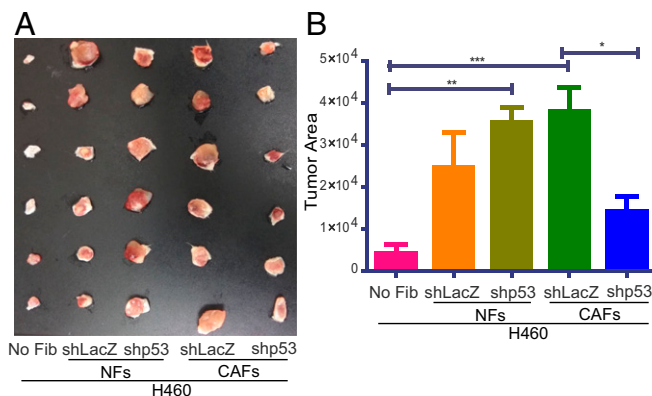 A
No Fib shLacZ shp53 shLacZ shp53
NFs CAFs
H460
B
Tumor Area
5×10⁴
4×10⁴
3×10⁴
2×10⁴
1×10⁴
0
***
**
*
No Fib shLacZ shp53 shLacZ shp53
NFs CAFs
H460